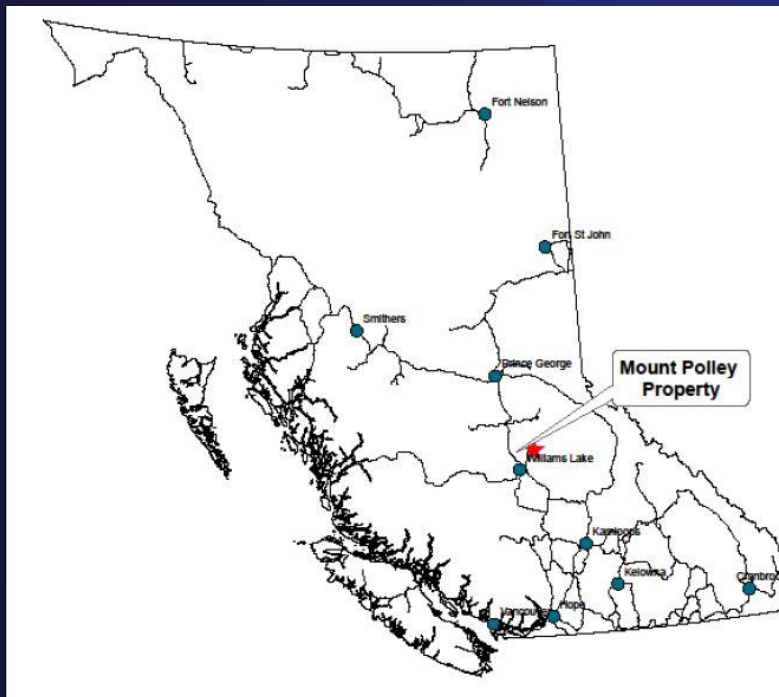 Fort Nelson
Fort St John
Smithers
Prince George
Mount Polley
Property
Williams Lake
Kamloops
Kelowna
Vancouver
Hope